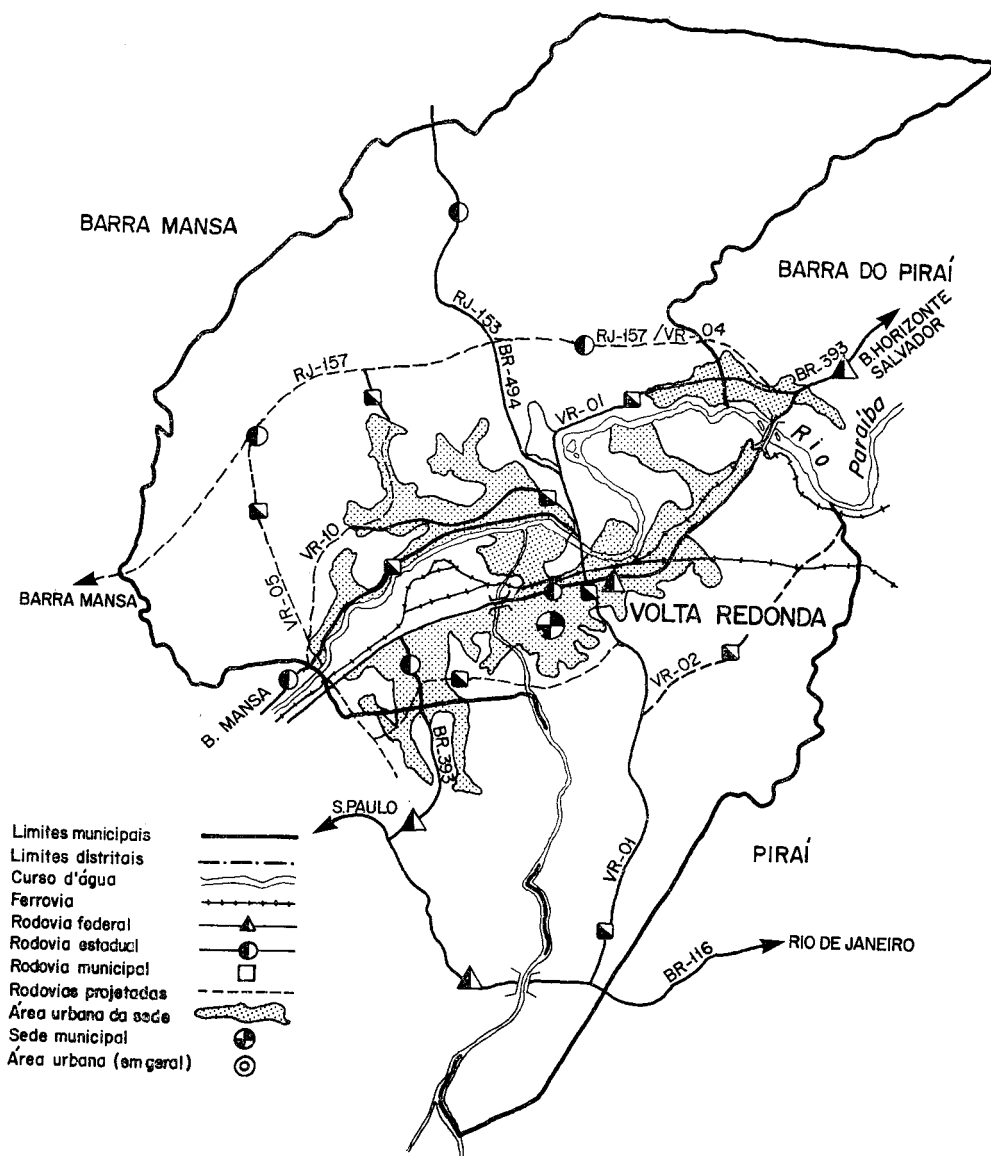 BARRA MANSA
BARRA DO PIRAÍ
B. HORIZONTE
SALVADOR
BR-393
RJ-153
BR-494
RJ-157 / VR-04
RJ-157
VR-01
Rio
Paraíba
VR-10
VR-05
BARRA MANSA
VOLTA REDONDA
VR-02
B. MANSA
BR-393
S.PAULO
VR-01
PIRAÍ
RIO DE JANEIRO
BR-116
Limites municipais
Limites distritais
Curso d'água
Ferrovia
Rodovia federal
Rodovia estadual
Rodovia municipal
Rodovias projetadas
Área urbana da sede
Sede municipal
Área urbana (em geral)